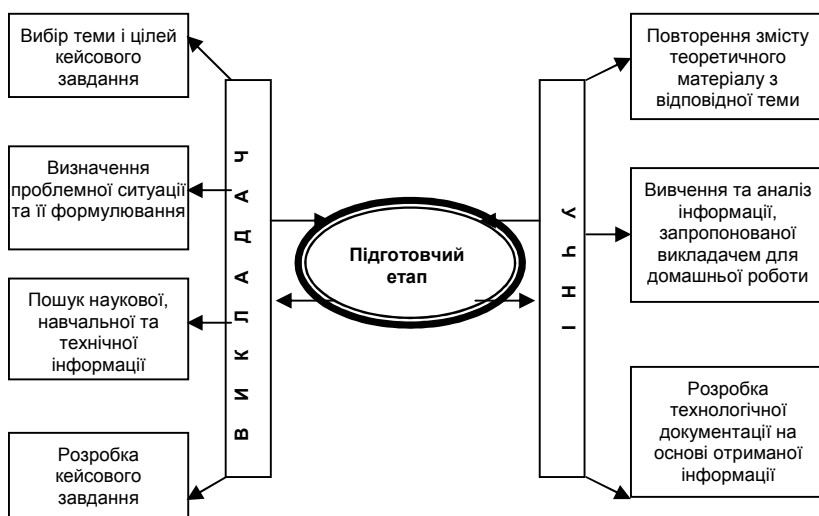 Вибір теми і цілей
кейсового
завдання
Визначення
проблемної ситуації
та її формулювання
Пошук наукової,
навчальної та
технічної
інформації
Розробка
кейсового
завдання
ВИКЛАДАЧ
Підготовчий
етап
УЧНІ
Повторення змісту
теоретичного
матеріалу з
відповідної теми
Вивчення та аналіз
інформації,
запропонованої
викладачем для
домашньої роботи
Розробка
технологічної
документації на
основі отриманої
інформації